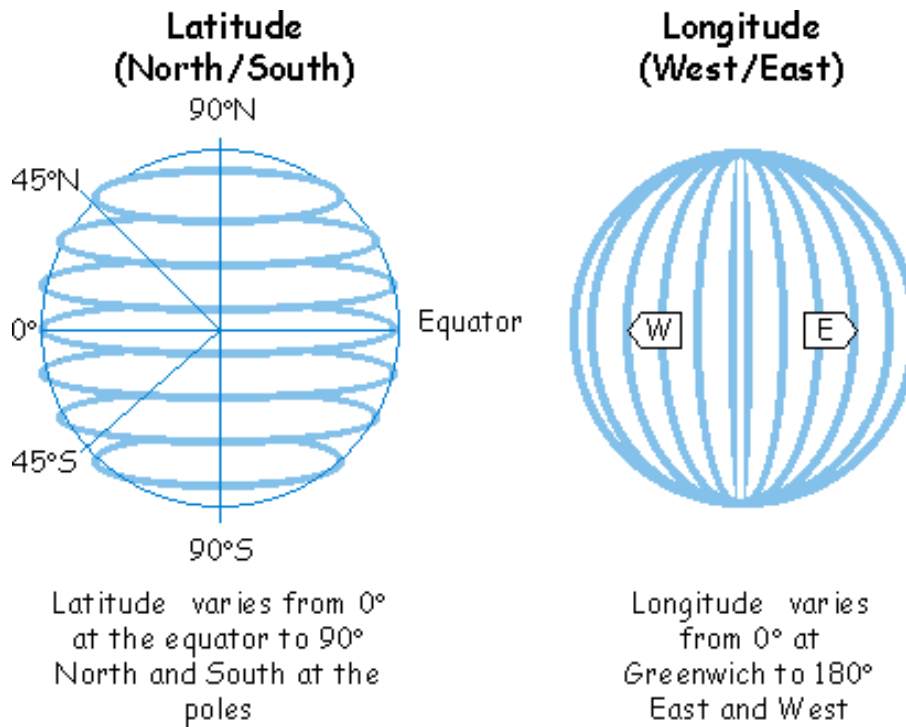 Latitude
(North/South)
90°N
45°N
0°
Equator
45°S
90°S
Latitude varies from 0°
at the equator to 90°
North and South at the
poles
Longitude
(West/East)
W
E
Longitude varies
from 0° at
Greenwich to 180°
East and West